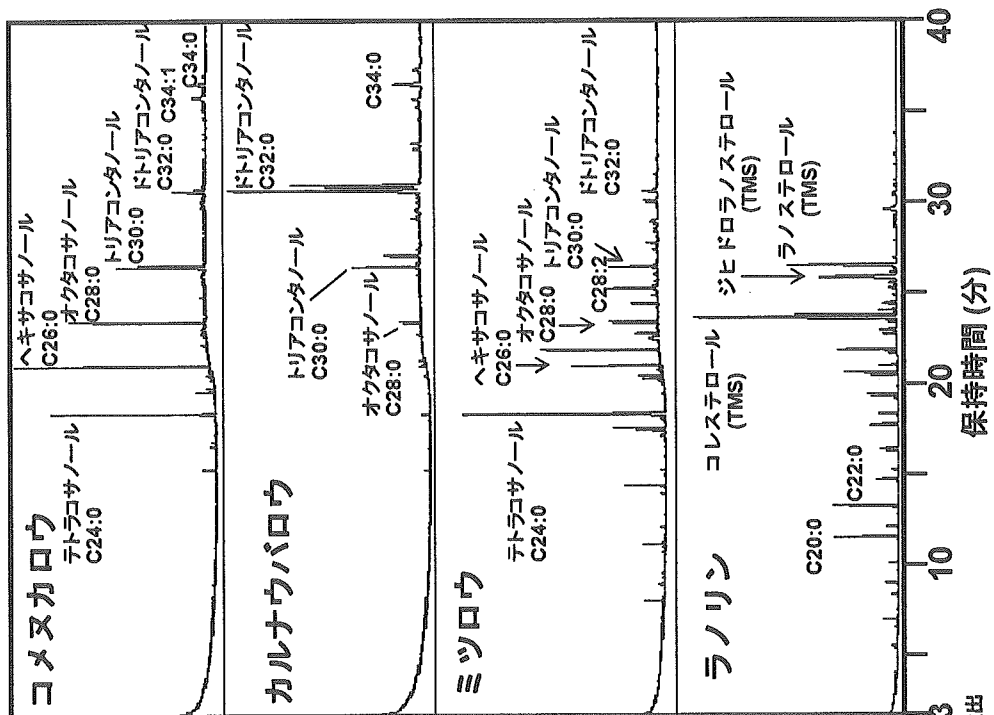 コメヌカロウ
テトラコサノール
C24:0
ヘキサコサノール
C26:0
オクタコサノール
C28:0
トリアコンタノール
C30:0
ドトリアコンタノール
C32:0
C34:1
C34:0
カルナウバロウ
オクタコサノール
C28:0
トリアコンタノール
C30:0
ドトリアコンタノール
C32:0
C34:0
ミツロウ
テトラコサノール
C24:0
ヘキサコサノール
C26:0
オクタコサノール
C28:0
C28:2
トリアコンタノール
C30:0
ドトリアコンタノール
C32:0
ラノリン
C20:0
C22:0
コレステロール
(TMS)
ジヒドロラノステロール
(TMS)
ラノステロール
(TMS)
3
10
20
30
40
保持時間 (分)
出